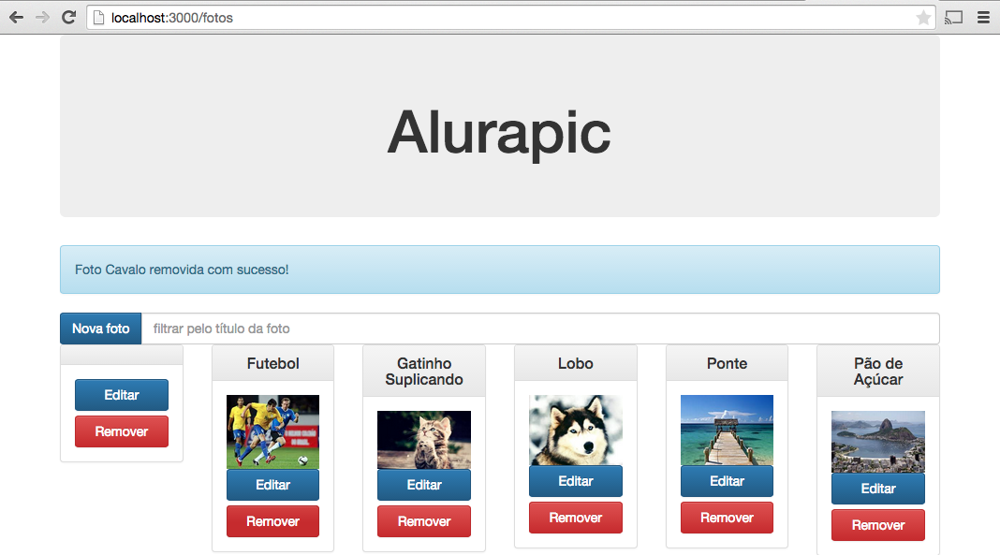 localhost:3000/fotos
Alurapic
Foto Cavalo removida com sucesso!
Nova foto
filtrar pelo título da foto
Editar
Remover
Futebol
Editar
Remover
Gatinho
Suplicando
Editar
Remover
Lobo
Editar
Remover
Ponte
Editar
Remover
Pão de
Açúcar
Editar
Remover